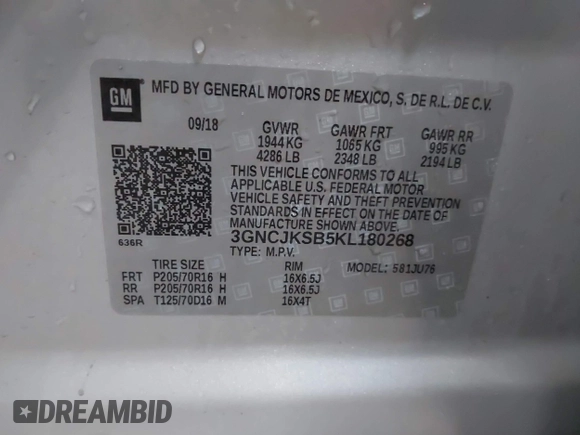 GM
MFD BY GENERAL MOTORS DE MEXICO, S. DE R.L. DE C.V.
09/18 GVWR GAWR FRT GAWR RR
1944 KG 1065 KG 995 KG
4286 LB 2348 LB 2194 LB
THIS VEHICLE CONFORMS TO ALL
APPLICABLE U.S. FEDERAL MOTOR
VEHICLE SAFETY AND THEFT PREVENTION
STANDARDS IN EFFECT ON THE DATE OF
MANUFACTURE SHOWN ABOVE.
636R 3GNCJKSB5KL180268
TYPE: M.P.V. MODEL: 581JU76
TIRE SIZE RIM
FRT P205/70R16 H 16X6.5J
RR P205/70R16 H 16X6.5J
SPA T125/70D16 M 16X4T
DREAMBID